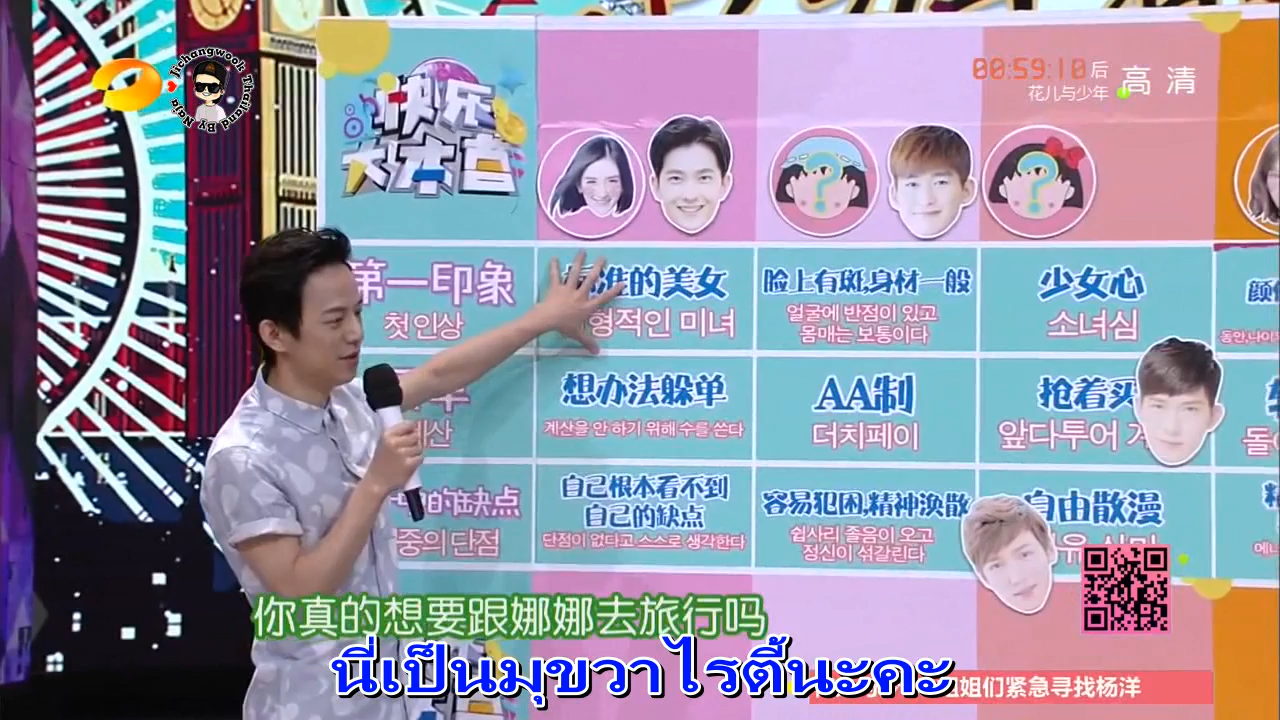 Jichangwook Thailand By Naja
00:59:10后
花儿与少年
高清
快乐
大本营
第一印象
첫인상
标准的美女
형적인 미녀
脸上有斑,身材一般
얼굴에 반점이 있고
몸매는 보통이다
少女心
소녀심
想办法躲单
계산을 안 하기 위해 수를 쓴다
AA制
더치페이
抢着买
앞다투어
的缺点
중의 단점
自己根本看不到
自己的缺点
단점이 없다고 스스로 생각한다
容易犯困,精神涣散
쉽사리 졸음이 오고
정신이 섞갈린다
自由散漫
你真的想要跟娜娜去旅行吗
นี่เป็นมุขวาไรตี้นะคะ
姐们紧急寻找杨洋